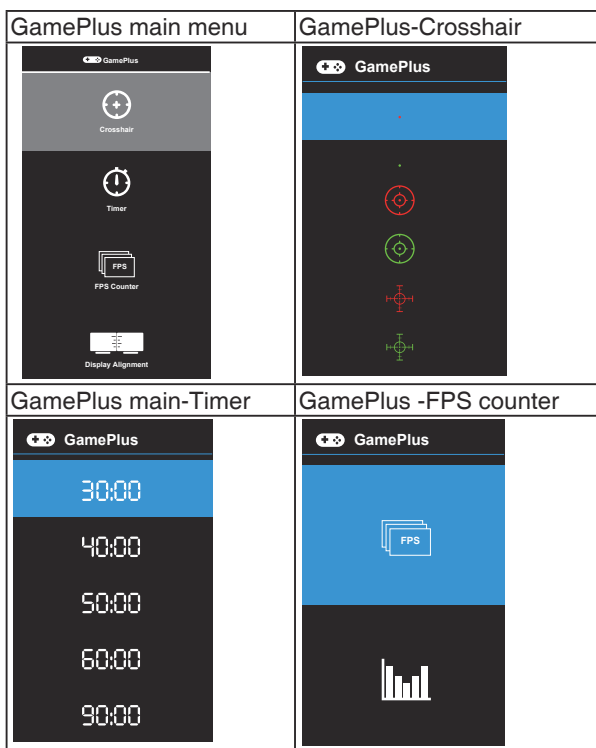 GamePlus main menu
GamePlus-Crosshair
GamePlus
Crosshair
Timer
FPS
FPS Counter
Display Alignment
GamePlus
GamePlus main-Timer
GamePlus -FPS counter
GamePlus
30:00
40:00
50:00
60:00
90:00
GamePlus
FPS